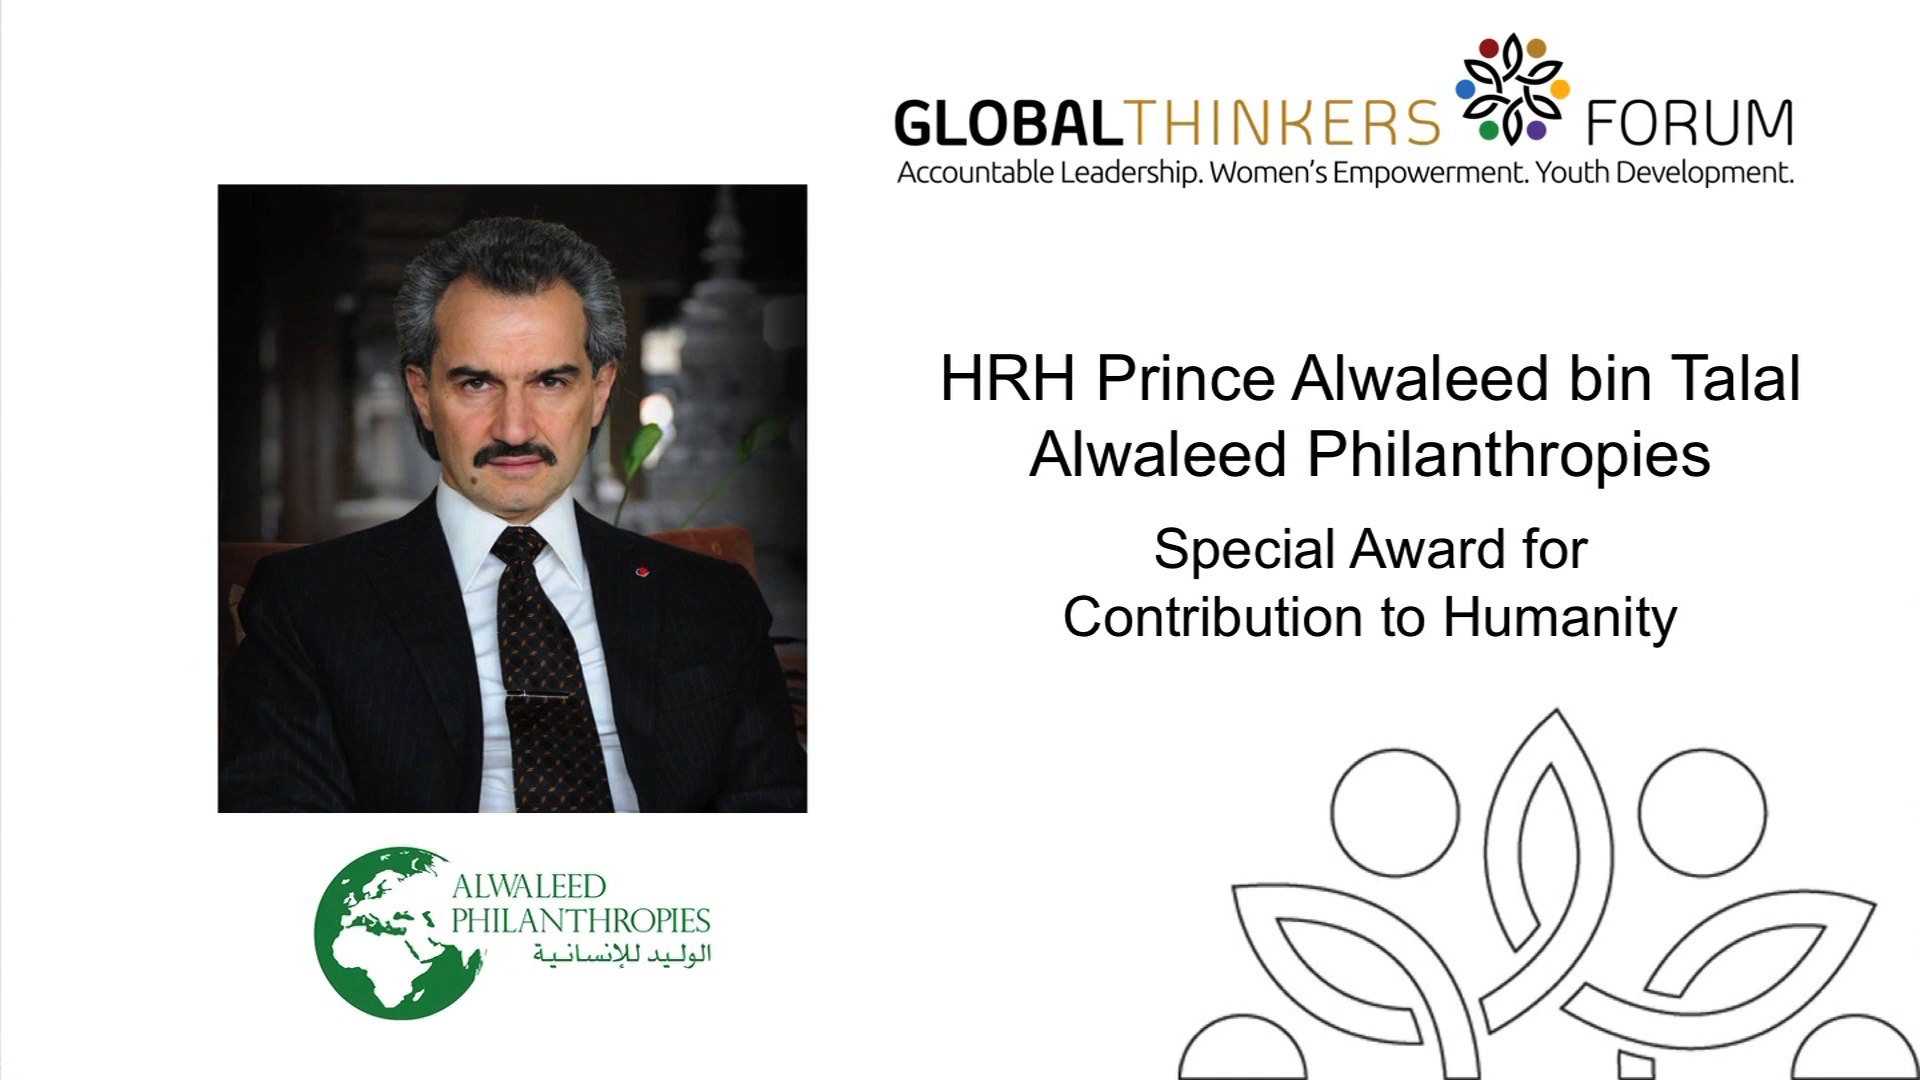 GLOBALTHINKERS FORUM
Accountable Leadership. Women's Empowerment. Youth Development.
HRH Prince Alwaleed bin Talal
Alwaleed Philanthropies
Special Award for
Contribution to Humanity
ALWALEED
PHILANTHROPIES
الوليد للإنسانية